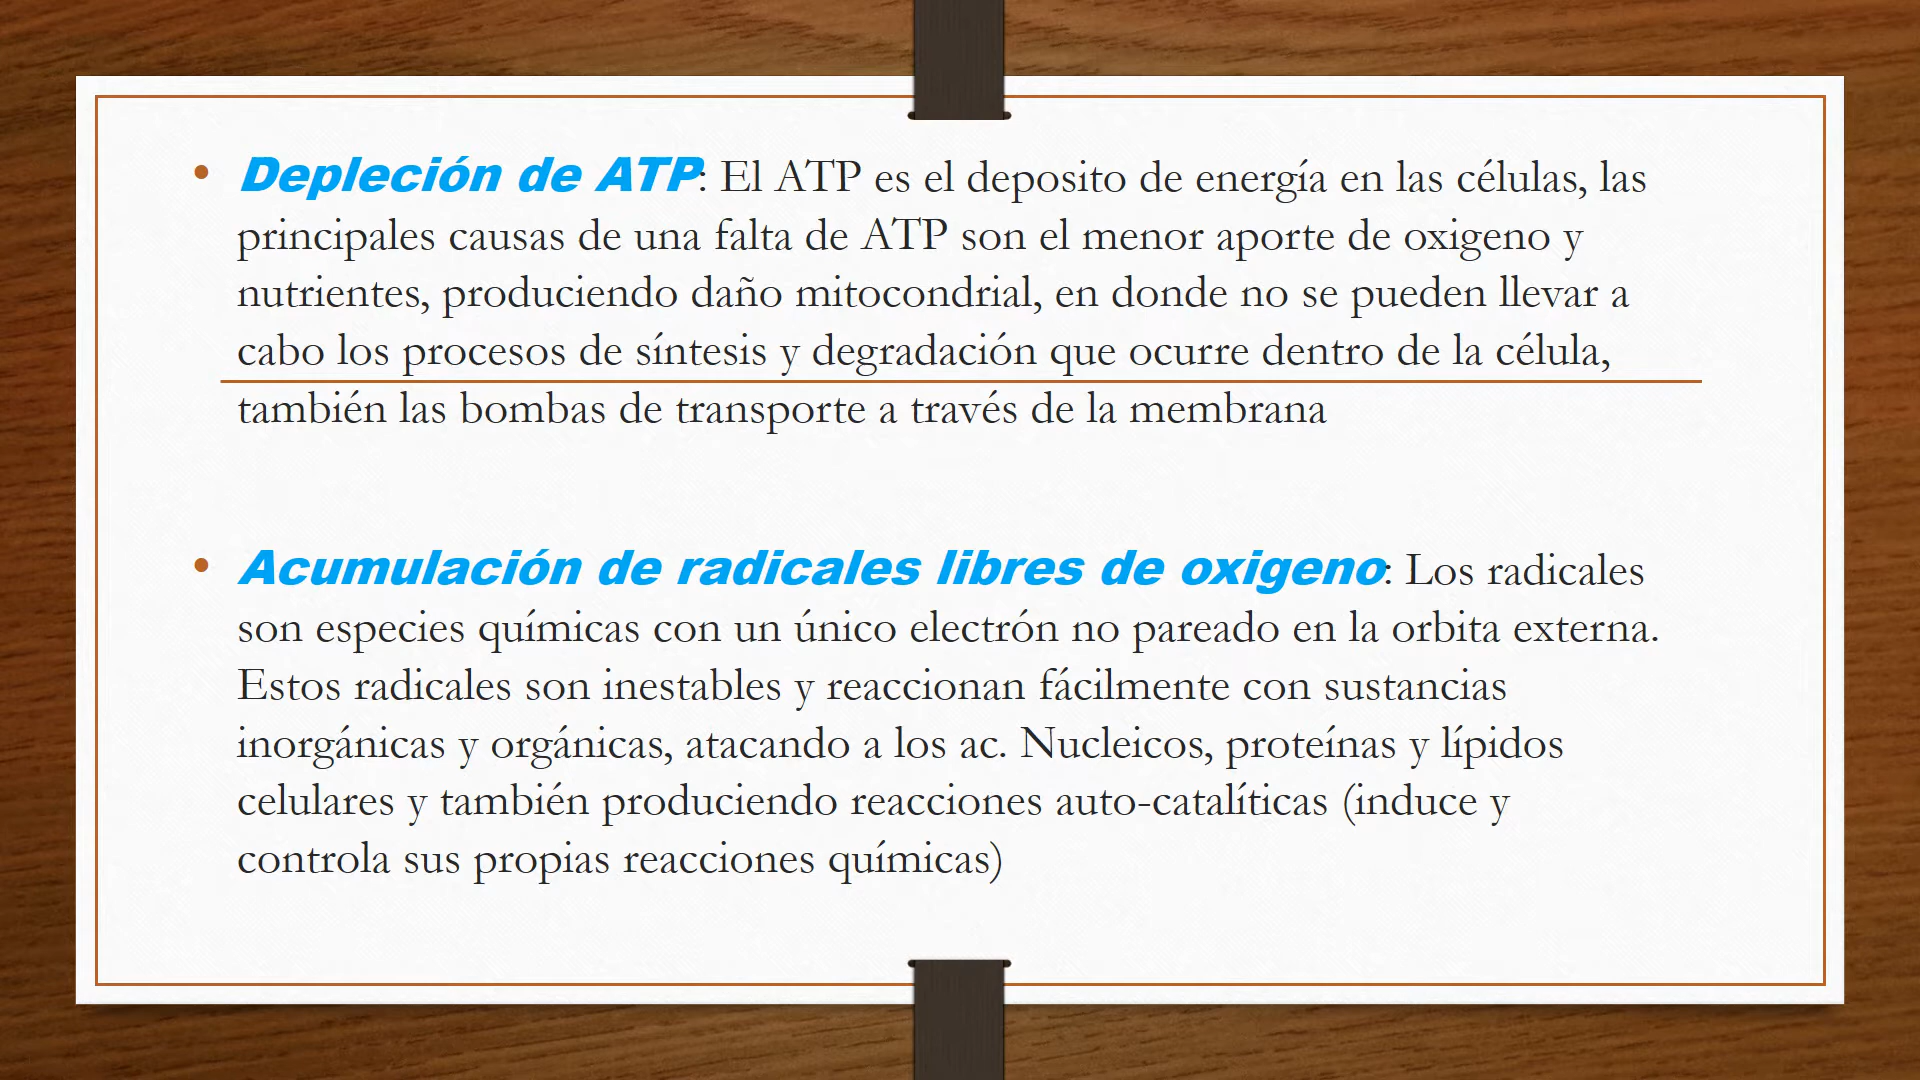 • Depleción de ATP: El ATP es el deposito de energía en las células, las
principales causas de una falta de ATP son el menor aporte de oxigeno y
nutrientes, produciendo daño mitocondrial, en donde no se pueden llevar a
cabo los procesos de síntesis y degradación que ocurre dentro de la célula,
también las bombas de transporte a través de la membrana
• Acumulación de radicales libres de oxigeno: Los radicales
son especies químicas con un único electrón no pareado en la orbita externa.
Estos radicales son inestables y reaccionan fácilmente con sustancias
inorgánicas y orgánicas, atacando a los ac. Nucleicos, proteínas y lípidos
celulares y también produciendo reacciones auto-catalíticas (induce y
controla sus propias reacciones químicas)